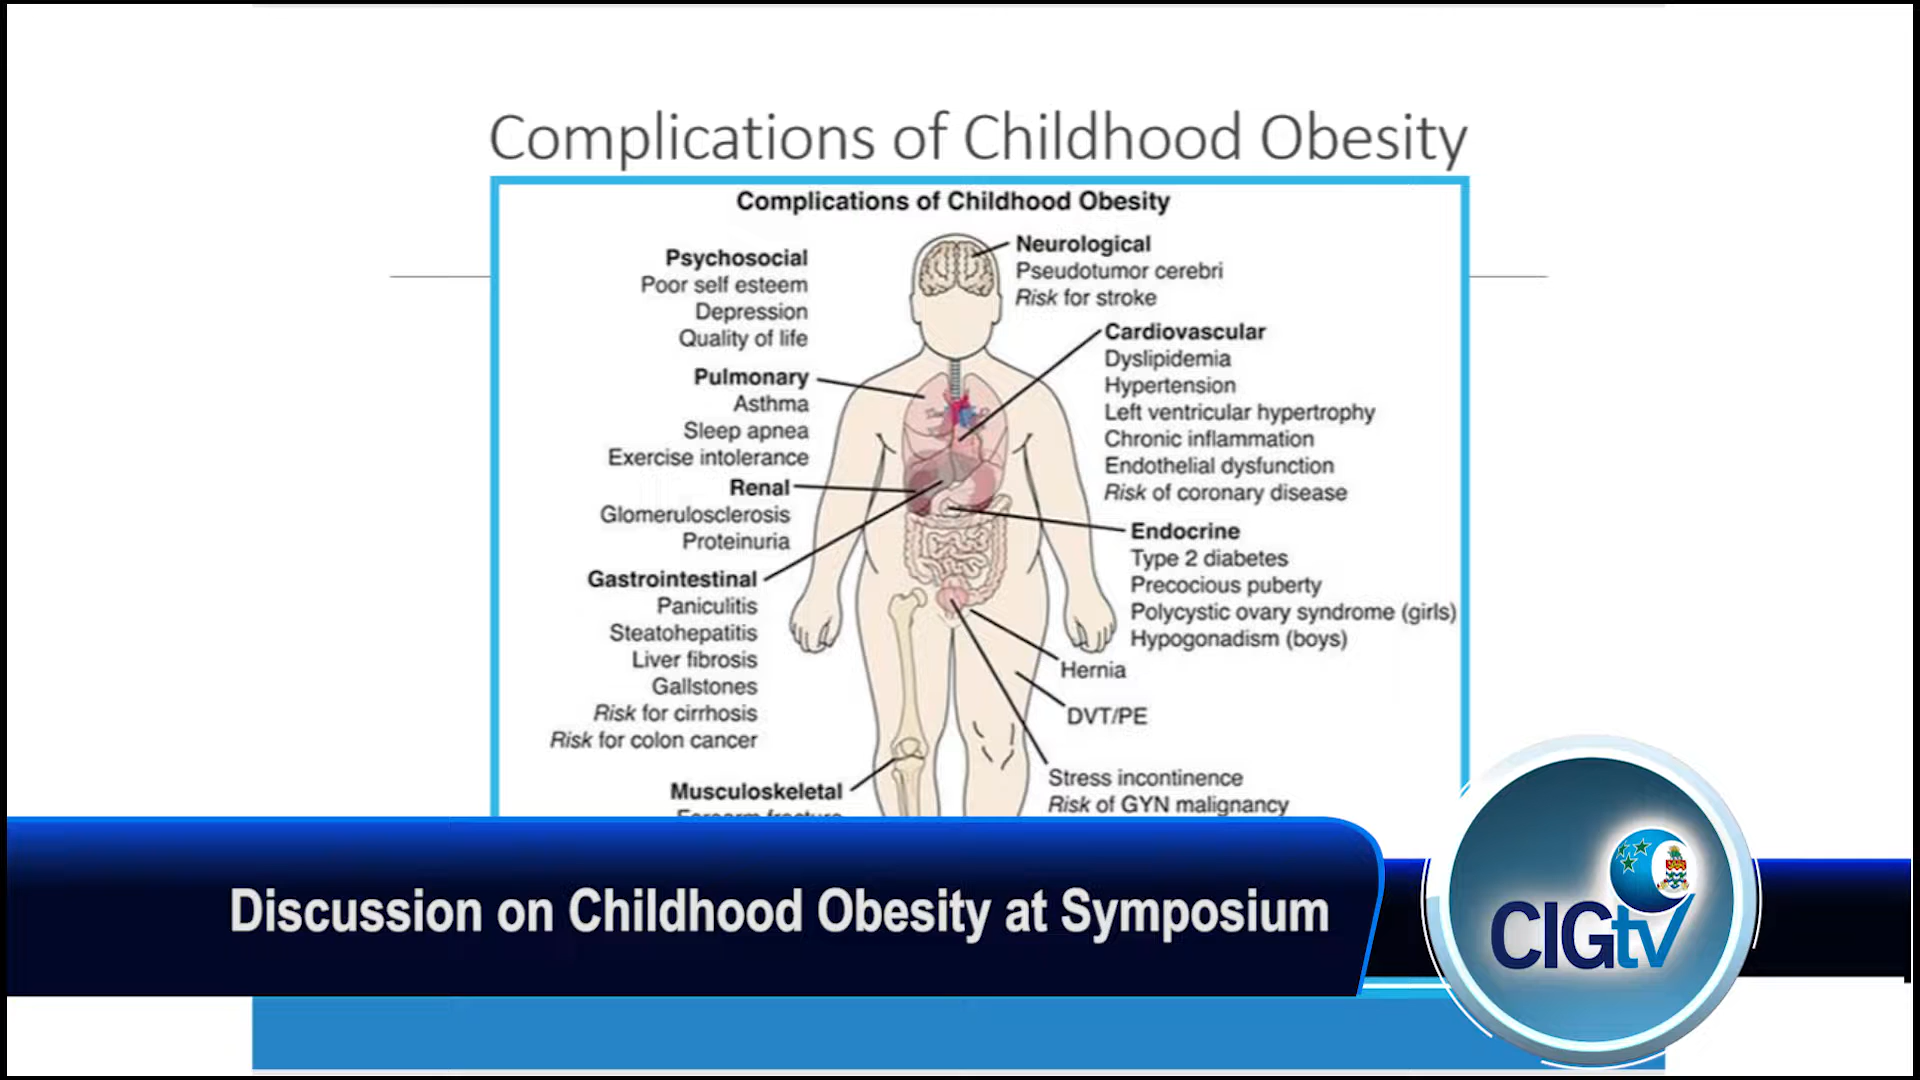 Complications of Childhood Obesity
Complications of Childhood Obesity
Psychosocial
Poor self esteem
Depression
Quality of life
Pulmonary
Asthma
Sleep apnea
Exercise intolerance
Renal
Glomerulosclerosis
Proteinuria
Gastrointestinal
Paniculitis
Steatohepatitis
Liver fibrosis
Gallstones
Risk for cirrhosis
Risk for colon cancer
Musculoskeletal
Forearm fracture
Neurological
Pseudotumor cerebri
Risk for stroke
Cardiovascular
Dyslipidemia
Hypertension
Left ventricular hypertrophy
Chronic inflammation
Endothelial dysfunction
Risk of coronary disease
Endocrine
Type 2 diabetes
Precocious puberty
Polycystic ovary syndrome (girls)
Hypogonadism (boys)
Hernia
DVT/PE
Stress incontinence
Risk of GYN malignancy
Discussion on Childhood Obesity at Symposium
CIGtv